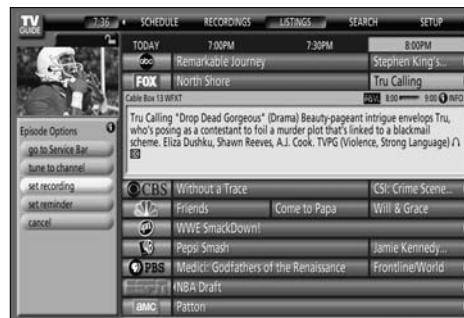 TV GUIDE 7:36 SCHEDULE RECORDINGS LISTINGS SEARCH SETUP
TODAY 7:00PM 7:30PM 8:00PM
abc Remarkable Journey Stephen King's...
FOX North Shore Tru Calling
Cable Box 13 WFXT 8:00 9:00 INFO
Tru Calling "Drop Dead Gorgeous" (Drama) Beauty-pageant
intrigue envelops Tru,
who's posing as a contestant to foil a murder plot that's linked to a blackmail
scheme. Eliza Dushku, Shawn Reeves, A.J. Cook. TVPG (Violence, Strong Language)
Episode Options
go to Service Bar
tune to channel
set recording
set reminder
cancel
CBS Without a Trace CSI: Crime Scene...
Friends Come to Papa Will & Grace
WWE SmackDown!
Pepsi Smash Jamie Kennedy...
PBS Medici: Godfathers of the Renaissance Frontline/World
NBA Draft
amc Patton